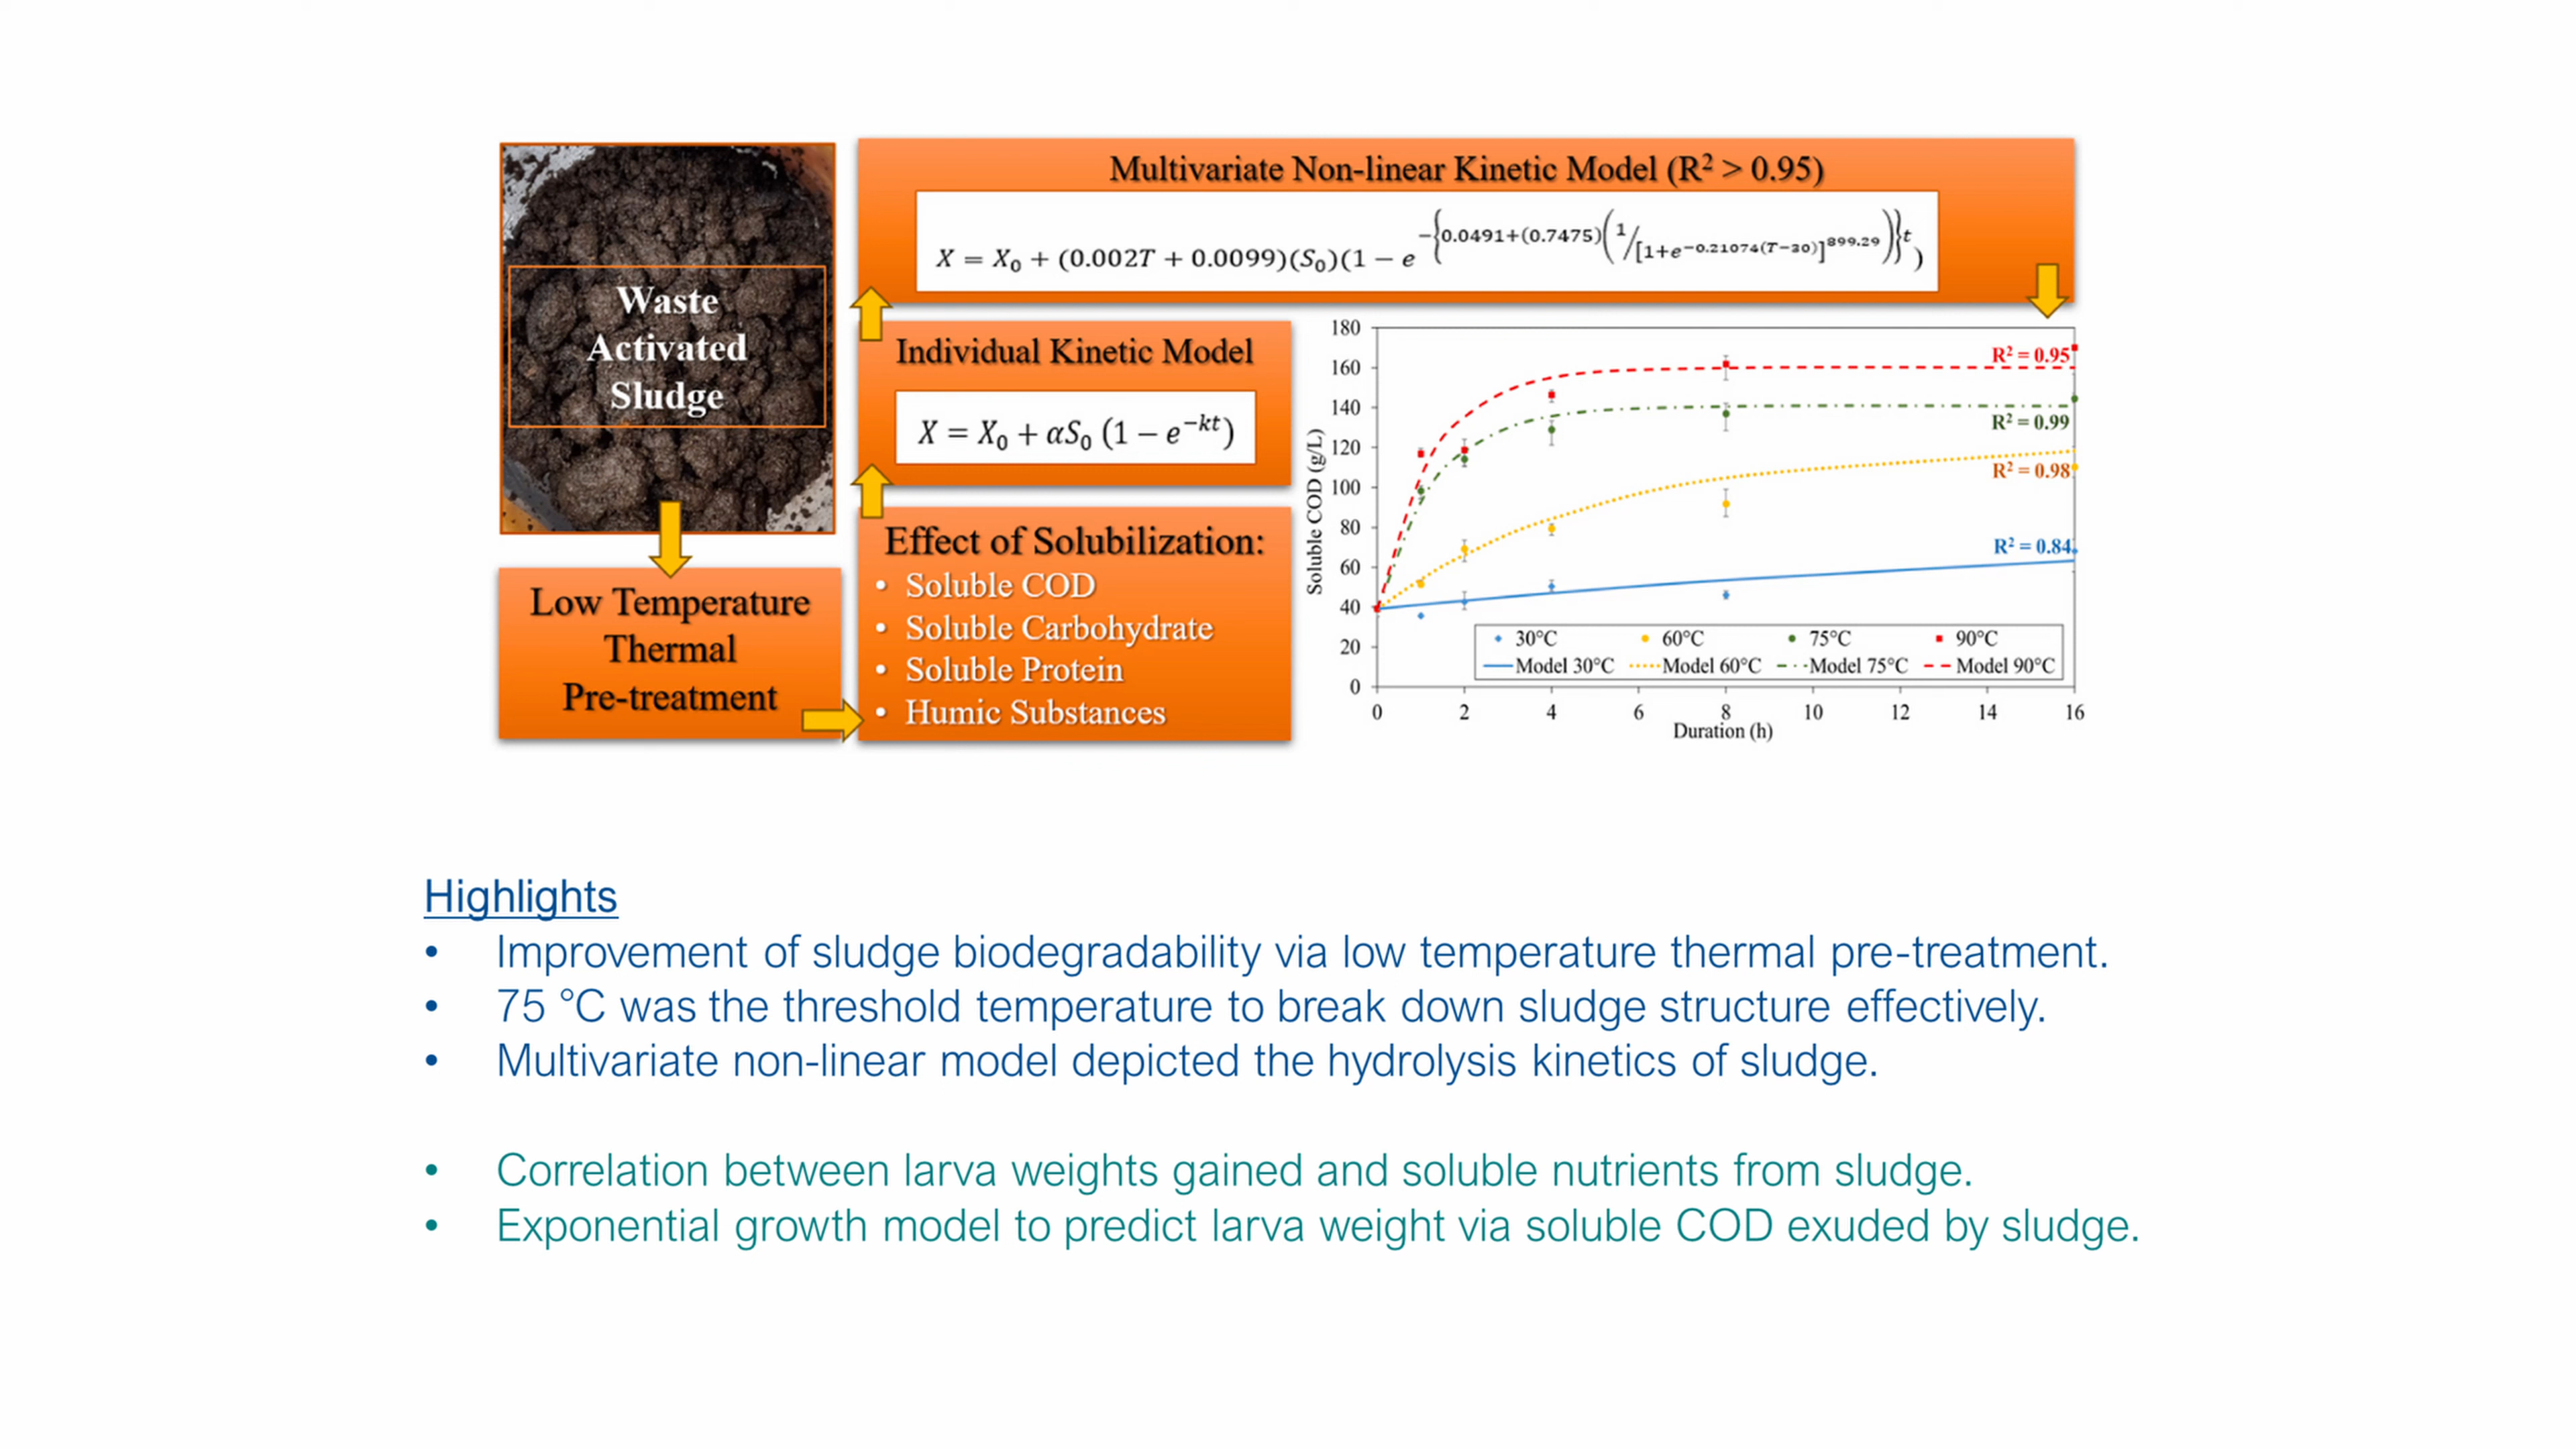 Waste
Activated
Sludge
Low Temperature
Thermal
Pre-treatment
Multivariate Non-linear Kinetic Model (R² > 0.95)
X = X₀ + (0.002T + 0.0099)(S₀)(1 − e^−{0.0491+(0.7475)(1/[1+e^−0.21074(T−30)]^899.29)}t)
Individual Kinetic Model
X = X₀ + αS₀ (1 − e^−kt)
Effect of Solubilization:
• Soluble COD
• Soluble Carbohydrate
• Soluble Protein
• Humic Substances
Soluble COD (g/L)
180
160
140
120
100
80
60
40
20
0
R² = 0.95
R² = 0.99
R² = 0.98
R² = 0.84
30°C 60°C 75°C 90°C
Model 30°C Model 60°C Model 75°C Model 90°C
0 2 4 6 8 10 12 14 16
Duration (h)
Highlights
• Improvement of sludge biodegradability via low temperature thermal pre-treatment.
• 75 °C was the threshold temperature to break down sludge structure effectively.
• Multivariate non-linear model depicted the hydrolysis kinetics of sludge.
• Correlation between larva weights gained and soluble nutrients from sludge.
• Exponential growth model to predict larva weight via soluble COD exuded by sludge.